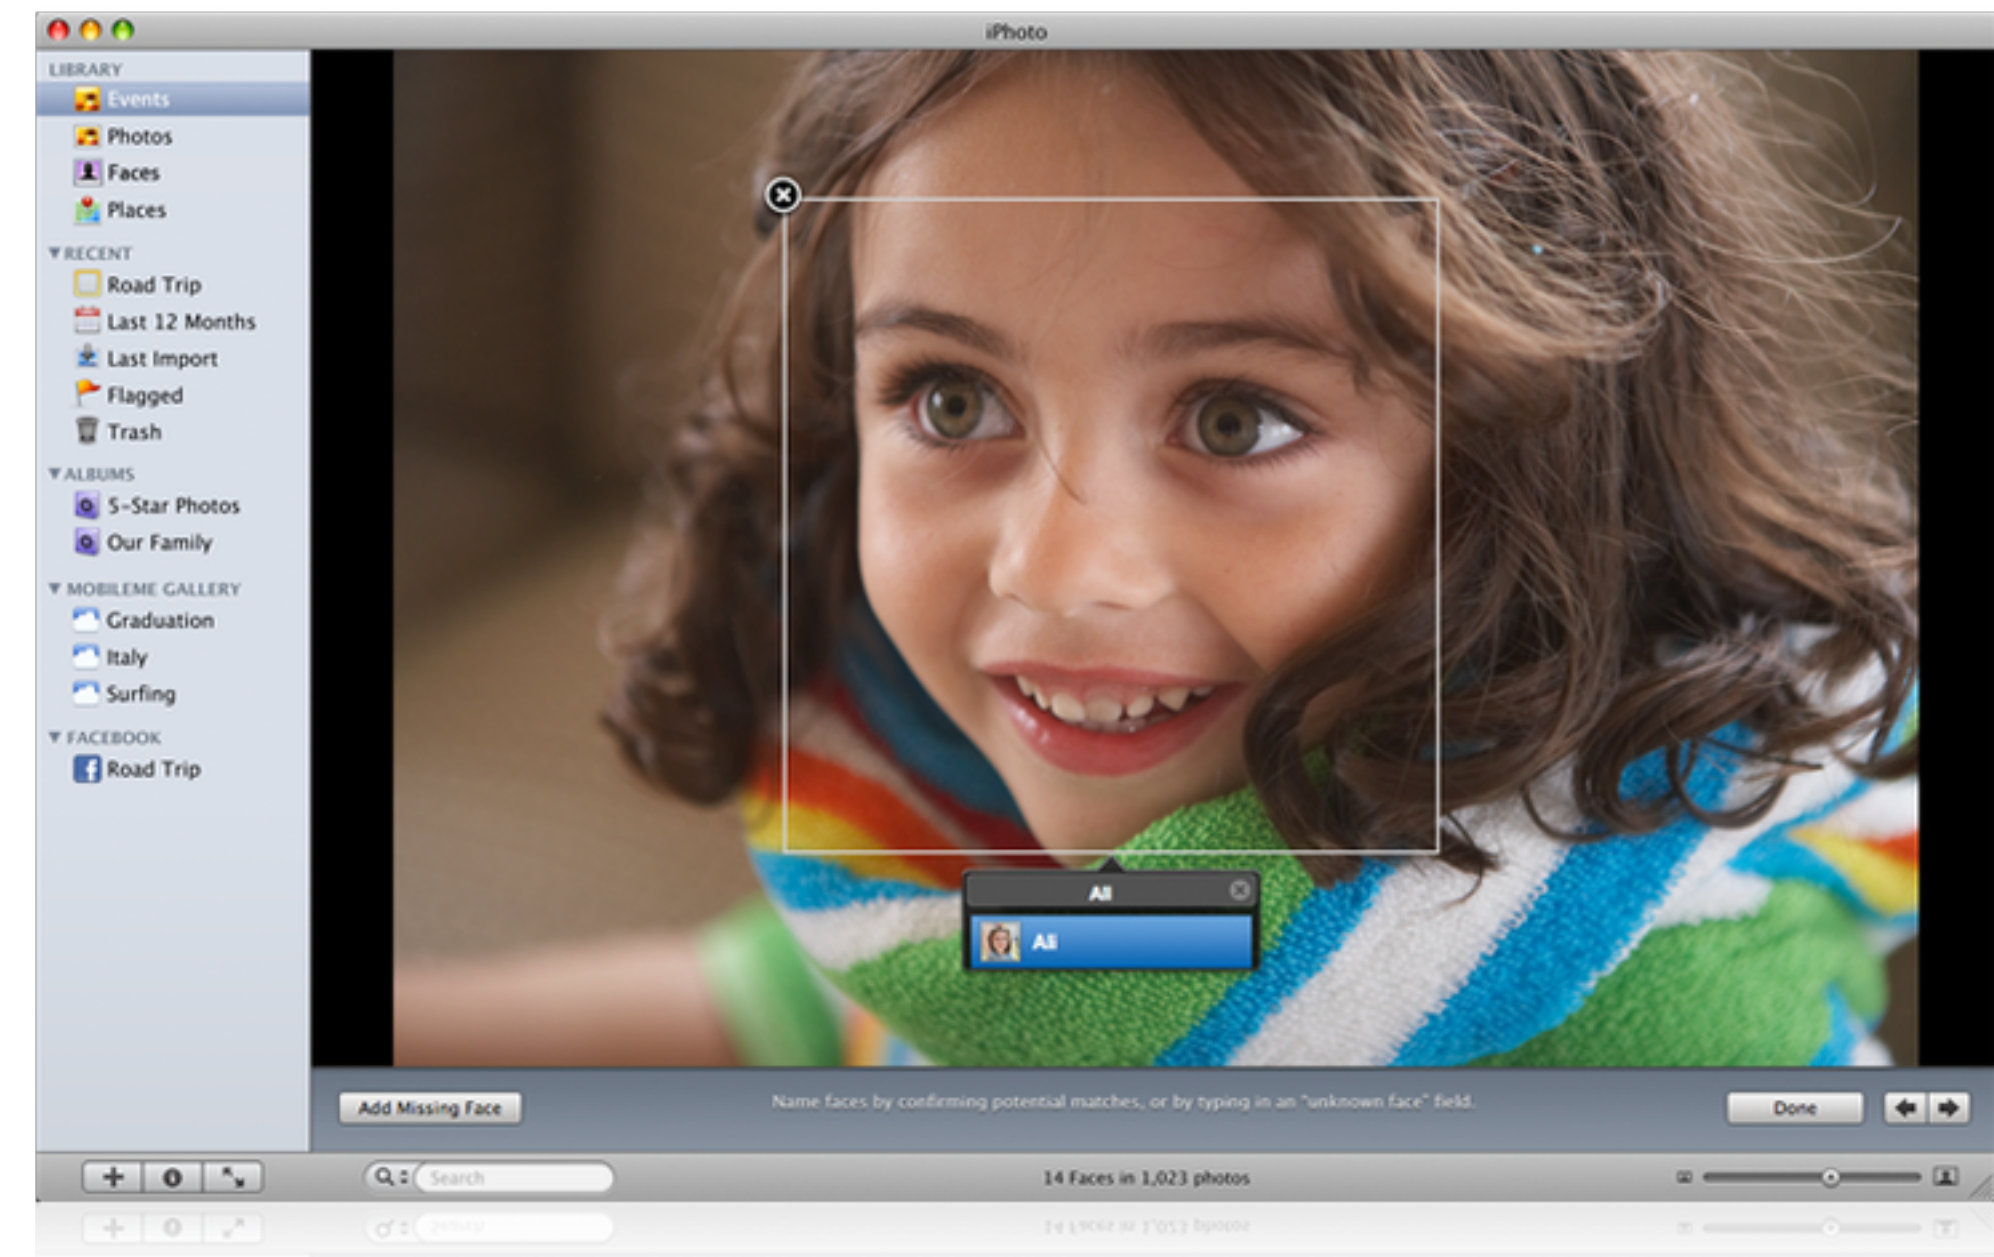 iPhoto
LIBRARY
Events
Photos
Faces
Places
RECENT
Road Trip
Last 12 Months
Last Import
Flagged
Trash
ALBUMS
5-Star Photos
Our Family
MOBILEME GALLERY
Graduation
Italy
Surfing
FACEBOOK
Road Trip
Ali
Ali
Add Missing Face
Name faces by confirming potential matches, or by typing in an "unknown face" field.
Done
Search
14 Faces in 1,023 photos